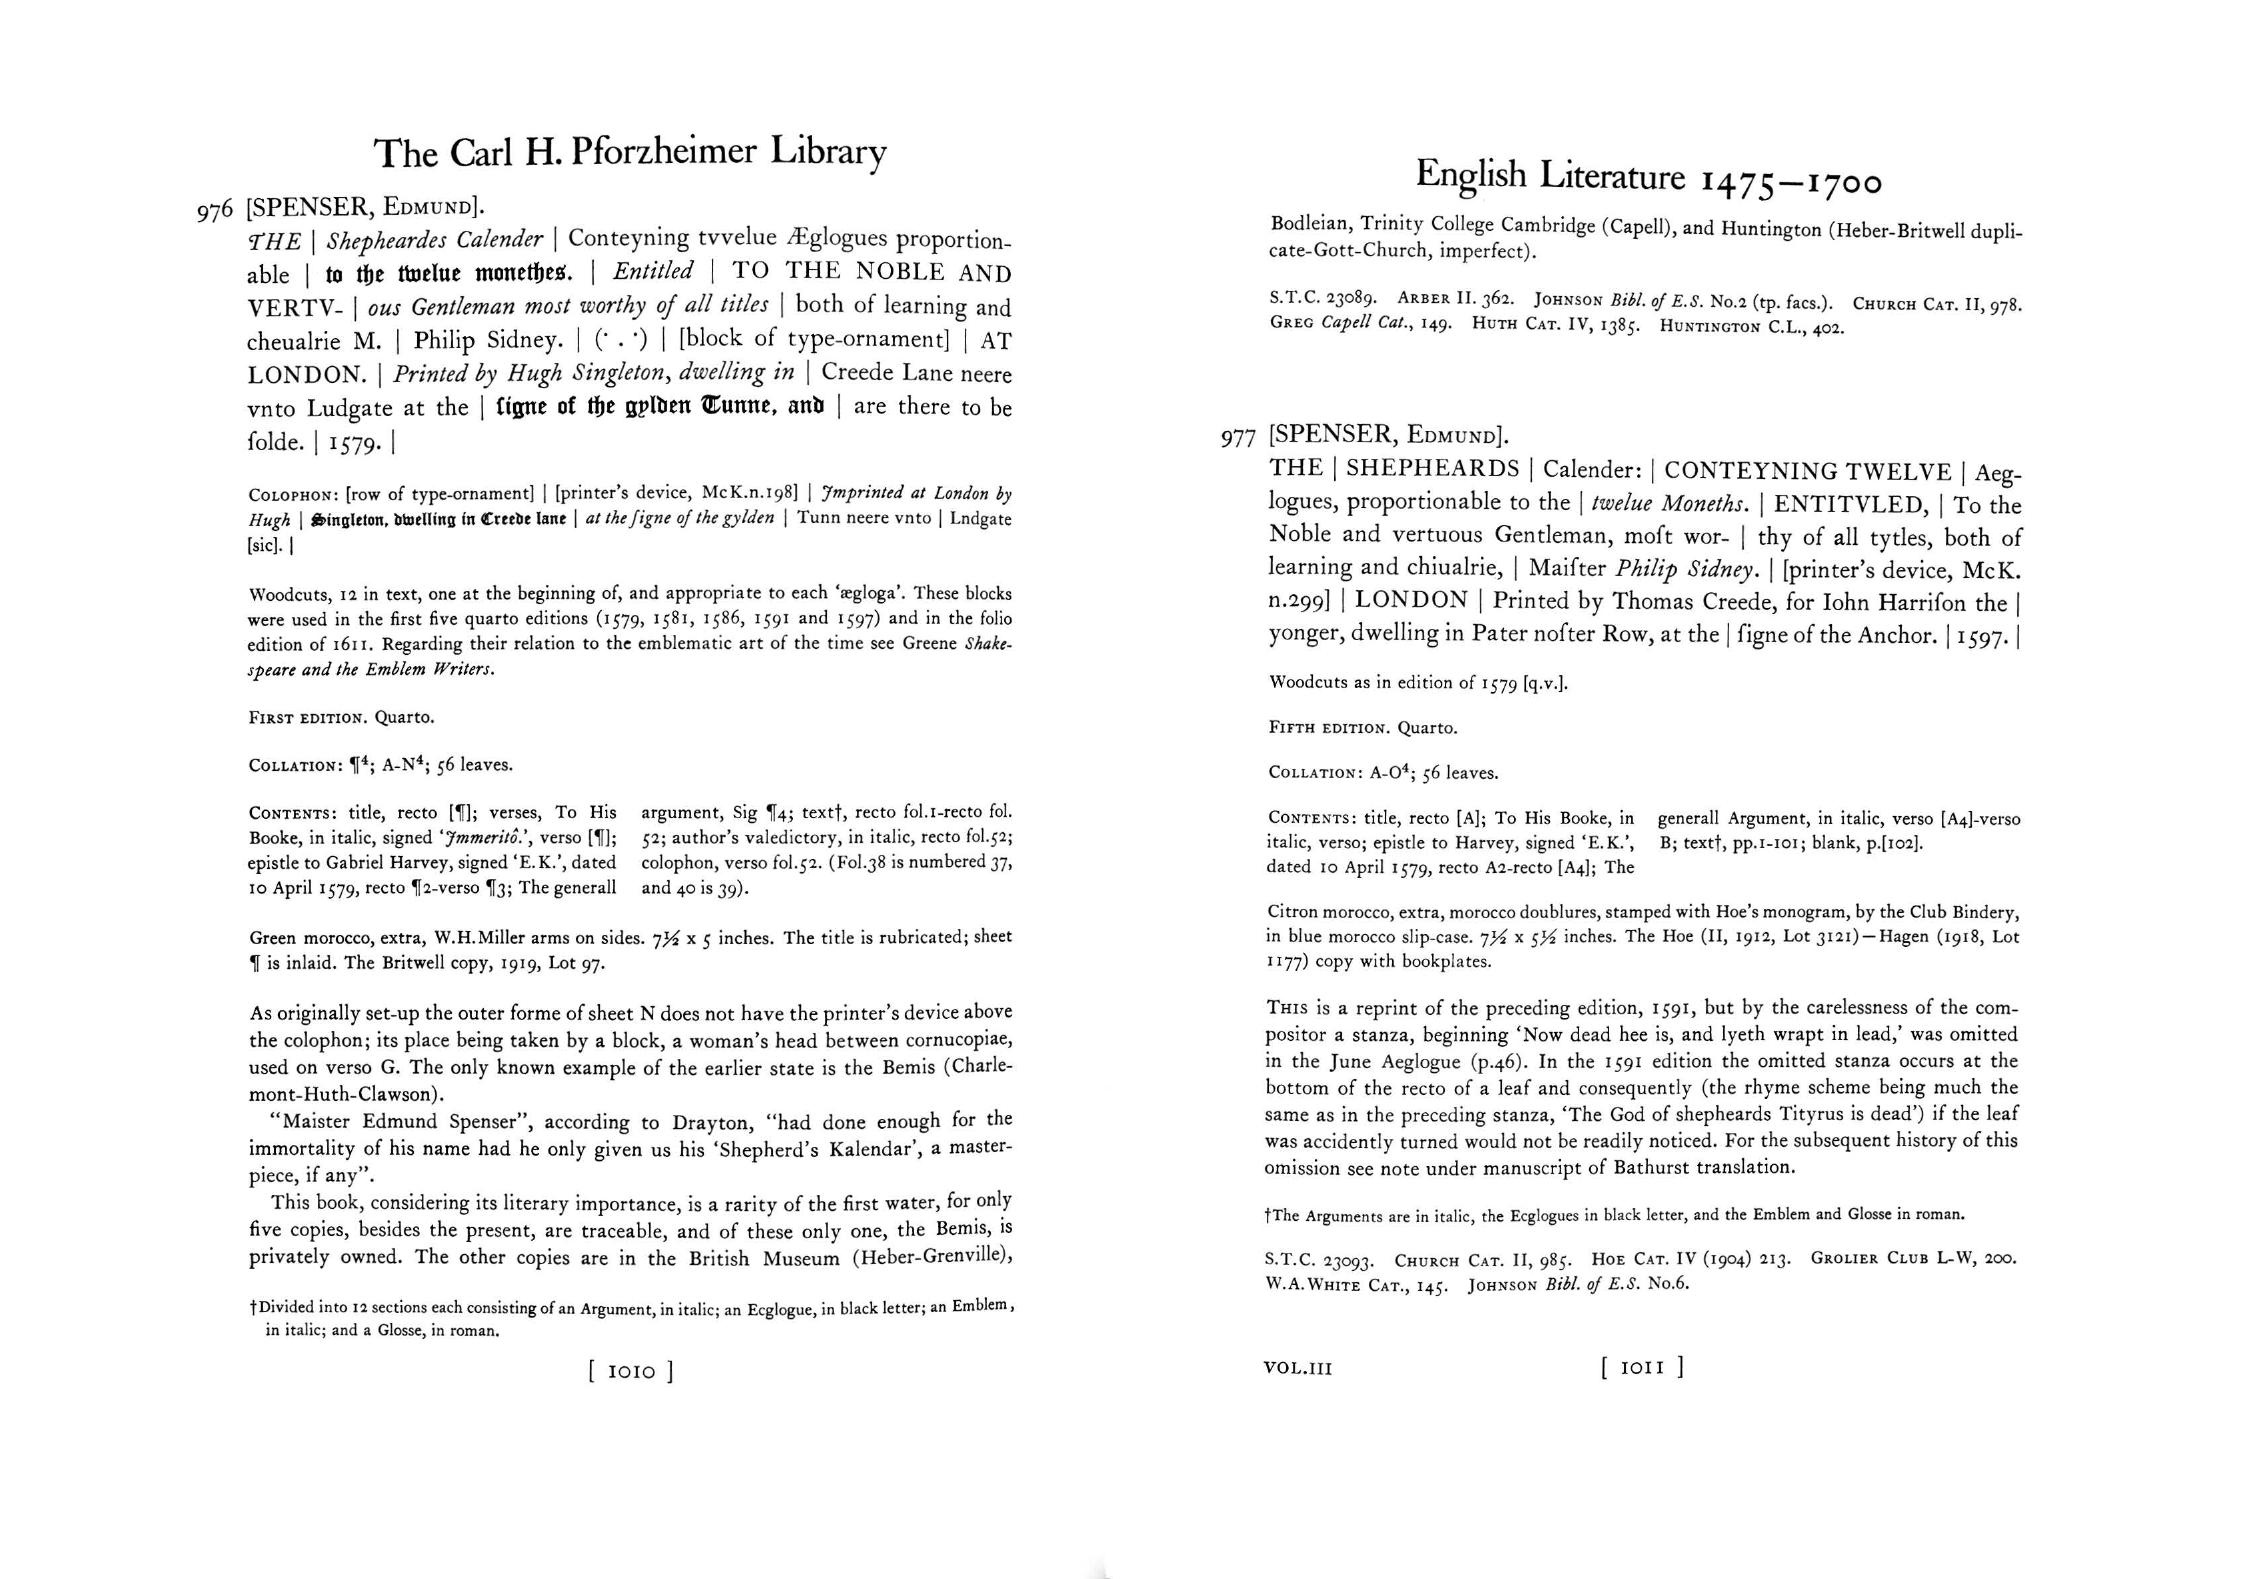 The Carl H. Pforzheimer Library
976 [SPENSER, EDMUND].
THE | Shepheardes Calender | Conteyning tvvelue Æglogues proportion-
able | to the twelue monethes. | Entitled | TO THE NOBLE AND
VERTV- | ous Gentleman most worthy of all titles | both of learning and
cheualrie M. | Philip Sidney. | (· . ·) | [block of type-ornament] | AT
LONDON. | Printed by Hugh Singleton, dwelling in | Creede Lane neere
vnto Ludgate at the | ſigne of the gylden Tunne, and | are there to be
ſolde. | 1579. |
COLOPHON: [row of type-ornament] | [printer's device, McK.n.198] | Imprinted at London by
Hugh | Singleton, dwelling in Creede lane | at the ſigne of the gylden | Tunn neere vnto | Lndgate
[sic]. |
Woodcuts, 12 in text, one at the beginning of, and appropriate to each 'ægloga'. These blocks
were used in the first five quarto editions (1579, 1581, 1586, 1591 and 1597) and in the folio
edition of 1611. Regarding their relation to the emblematic art of the time see Greene Shake-
speare and the Emblem Writers.
FIRST EDITION. Quarto.
COLLATION: ¶⁴; A-N⁴; 56 leaves.
CONTENTS: title, recto [¶]; verses, To His
Booke, in italic, signed 'Immeritô.', verso [¶];
epistle to Gabriel Harvey, signed 'E.K.', dated
10 April 1579, recto ¶2-verso ¶3; The generall
argument, Sig ¶4; text†, recto fol.1-recto fol.
52; author's valedictory, in italic, recto fol.52;
colophon, verso fol.52. (Fol.38 is numbered 37,
and 40 is 39).
Green morocco, extra, W.H.Miller arms on sides. 7½ x 5 inches. The title is rubricated; sheet
¶ is inlaid. The Britwell copy, 1919, Lot 97.
As originally set-up the outer forme of sheet N does not have the printer's device above
the colophon; its place being taken by a block, a woman's head between cornucopiae,
used on verso G. The only known example of the earlier state is the Bemis (Charle-
mont-Huth-Clawson).
"Maister Edmund Spenser", according to Drayton, "had done enough for the
immortality of his name had he only given us his 'Shepherd's Kalendar', a master-
piece, if any".
This book, considering its literary importance, is a rarity of the first water, for only
five copies, besides the present, are traceable, and of these only one, the Bemis, is
privately owned. The other copies are in the British Museum (Heber-Grenville),
†Divided into 12 sections each consisting of an Argument, in italic; an Ecglogue, in black letter; an Emblem,
in italic; and a Glosse, in roman.
[ 1010 ]
English Literature 1475–1700
Bodleian, Trinity College Cambridge (Capell), and Huntington (Heber-Britwell dupli-
cate-Gott-Church, imperfect).
S.T.C. 23089. ARBER II. 362. JOHNSON Bibl. of E.S. No.2 (tp. facs.). CHURCH CAT. II, 978.
GREG Capell Cat., 149. HUTH CAT. IV, 1385. HUNTINGTON C.L., 402.
977 [SPENSER, EDMUND].
THE | SHEPHEARDS | Calender: | CONTEYNING TWELVE | Aeg-
logues, proportionable to the | twelue Moneths. | ENTITVLED, | To the
Noble and vertuous Gentleman, moſt wor- | thy of all tytles, both of
learning and chiualrie, | Maiſter Philip Sidney. | [printer's device, McK.
n.299] | LONDON | Printed by Thomas Creede, for Iohn Harriſon the |
yonger, dwelling in Pater noſter Row, at the | ſigne of the Anchor. | 1597. |
Woodcuts as in edition of 1579 [q.v.].
FIFTH EDITION. Quarto.
COLLATION: A-O⁴; 56 leaves.
CONTENTS: title, recto [A]; To His Booke, in
italic, verso; epistle to Harvey, signed 'E.K.',
dated 10 April 1579, recto A2-recto [A4]; The
generall Argument, in italic, verso [A4]-verso
B; text†, pp.1-101; blank, p.[102].
Citron morocco, extra, morocco doublures, stamped with Hoe's monogram, by the Club Bindery,
in blue morocco slip-case. 7½ x 5½ inches. The Hoe (II, 1912, Lot 3121)—Hagen (1918, Lot
1177) copy with bookplates.
THIS is a reprint of the preceding edition, 1591, but by the carelessness of the com-
positor a stanza, beginning 'Now dead hee is, and lyeth wrapt in lead,' was omitted
in the June Aeglogue (p.46). In the 1591 edition the omitted stanza occurs at the
bottom of the recto of a leaf and consequently (the rhyme scheme being much the
same as in the preceding stanza, 'The God of shepheards Tityrus is dead') if the leaf
was accidently turned would not be readily noticed. For the subsequent history of this
omission see note under manuscript of Bathurst translation.
†The Arguments are in italic, the Ecglogues in black letter, and the Emblem and Glosse in roman.
S.T.C. 23093. CHURCH CAT. II, 985. HOE CAT. IV (1904) 213. GROLIER CLUB L-W, 200.
W.A.WHITE CAT., 145. JOHNSON Bibl. of E.S. No.6.
VOL.III [ 1011 ]